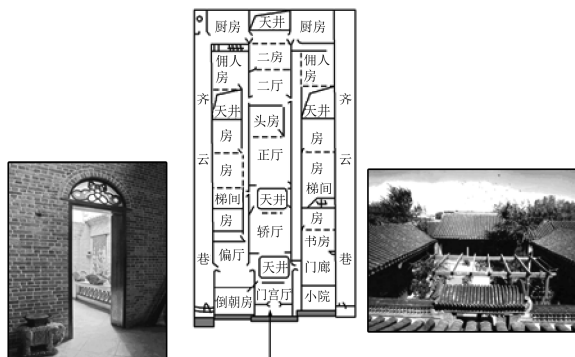 齐云巷
厨房
佣人房
天井
房
房
梯间
房
偏厅
倒朝房
天井
二房
二厅
头房
正厅
天井
轿厅
天井
门宫厅
厨房
佣人房
天井
房
房
梯间
房
书房
门廊
小院
齐云巷